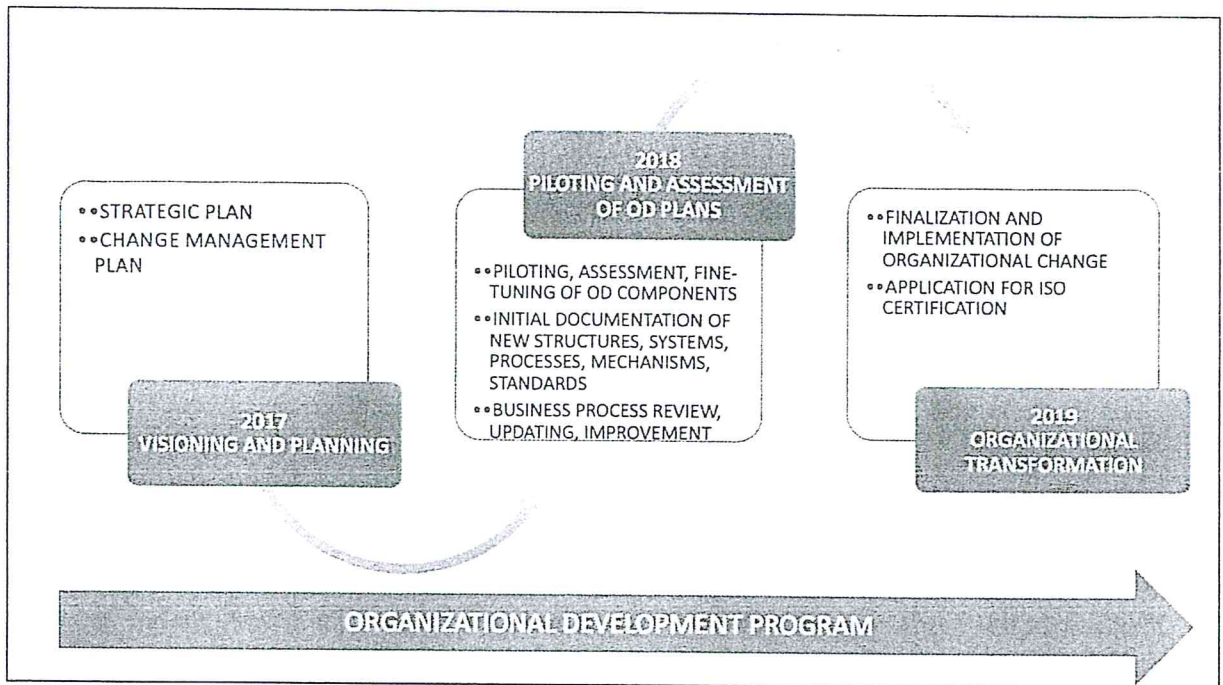 ••STRATEGIC PLAN
••CHANGE MANAGEMENT
PLAN
2017
VISIONING AND PLANNING
2018
PILOTING AND ASSESSMENT
OF OD PLANS
••PILOTING, ASSESSMENT, FINE-
TUNING OF OD COMPONENTS
••INITIAL DOCUMENTATION OF
NEW STRUCTURES, SYSTEMS,
PROCESSES, MECHANISMS,
STANDARDS
••BUSINESS PROCESS REVIEW,
UPDATING, IMPROVEMENT
••FINALIZATION AND
IMPLEMENTATION OF
ORGANIZATIONAL CHANGE
••APPLICATION FOR ISO
CERTIFICATION
2019
ORGANIZATIONAL
TRANSFORMATION
ORGANIZATIONAL DEVELOPMENT PROGRAM